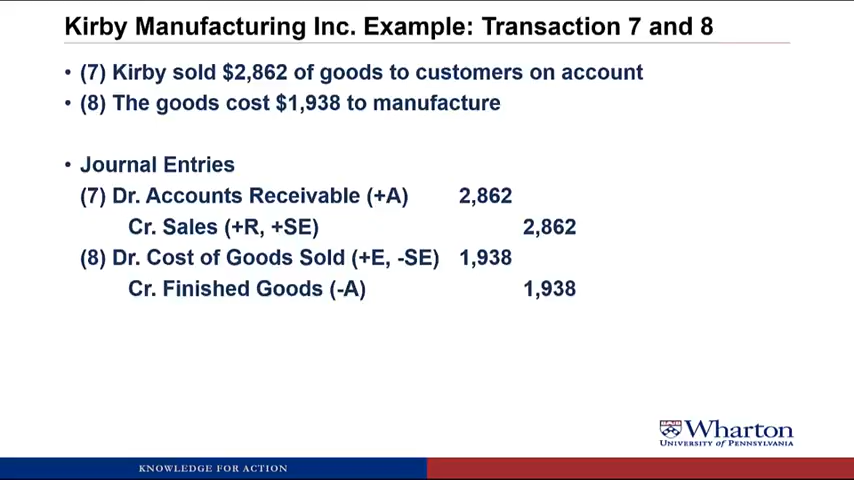 Kirby Manufacturing Inc. Example: Transaction 7 and 8
• (7) Kirby sold $2,862 of goods to customers on account
• (8) The goods cost $1,938 to manufacture
• Journal Entries
(7) Dr. Accounts Receivable (+A) 2,862
Cr. Sales (+R, +SE) 2,862
(8) Dr. Cost of Goods Sold (+E, -SE) 1,938
Cr. Finished Goods (-A) 1,938
Wharton
UNIVERSITY OF PENNSYLVANIA
KNOWLEDGE FOR ACTION